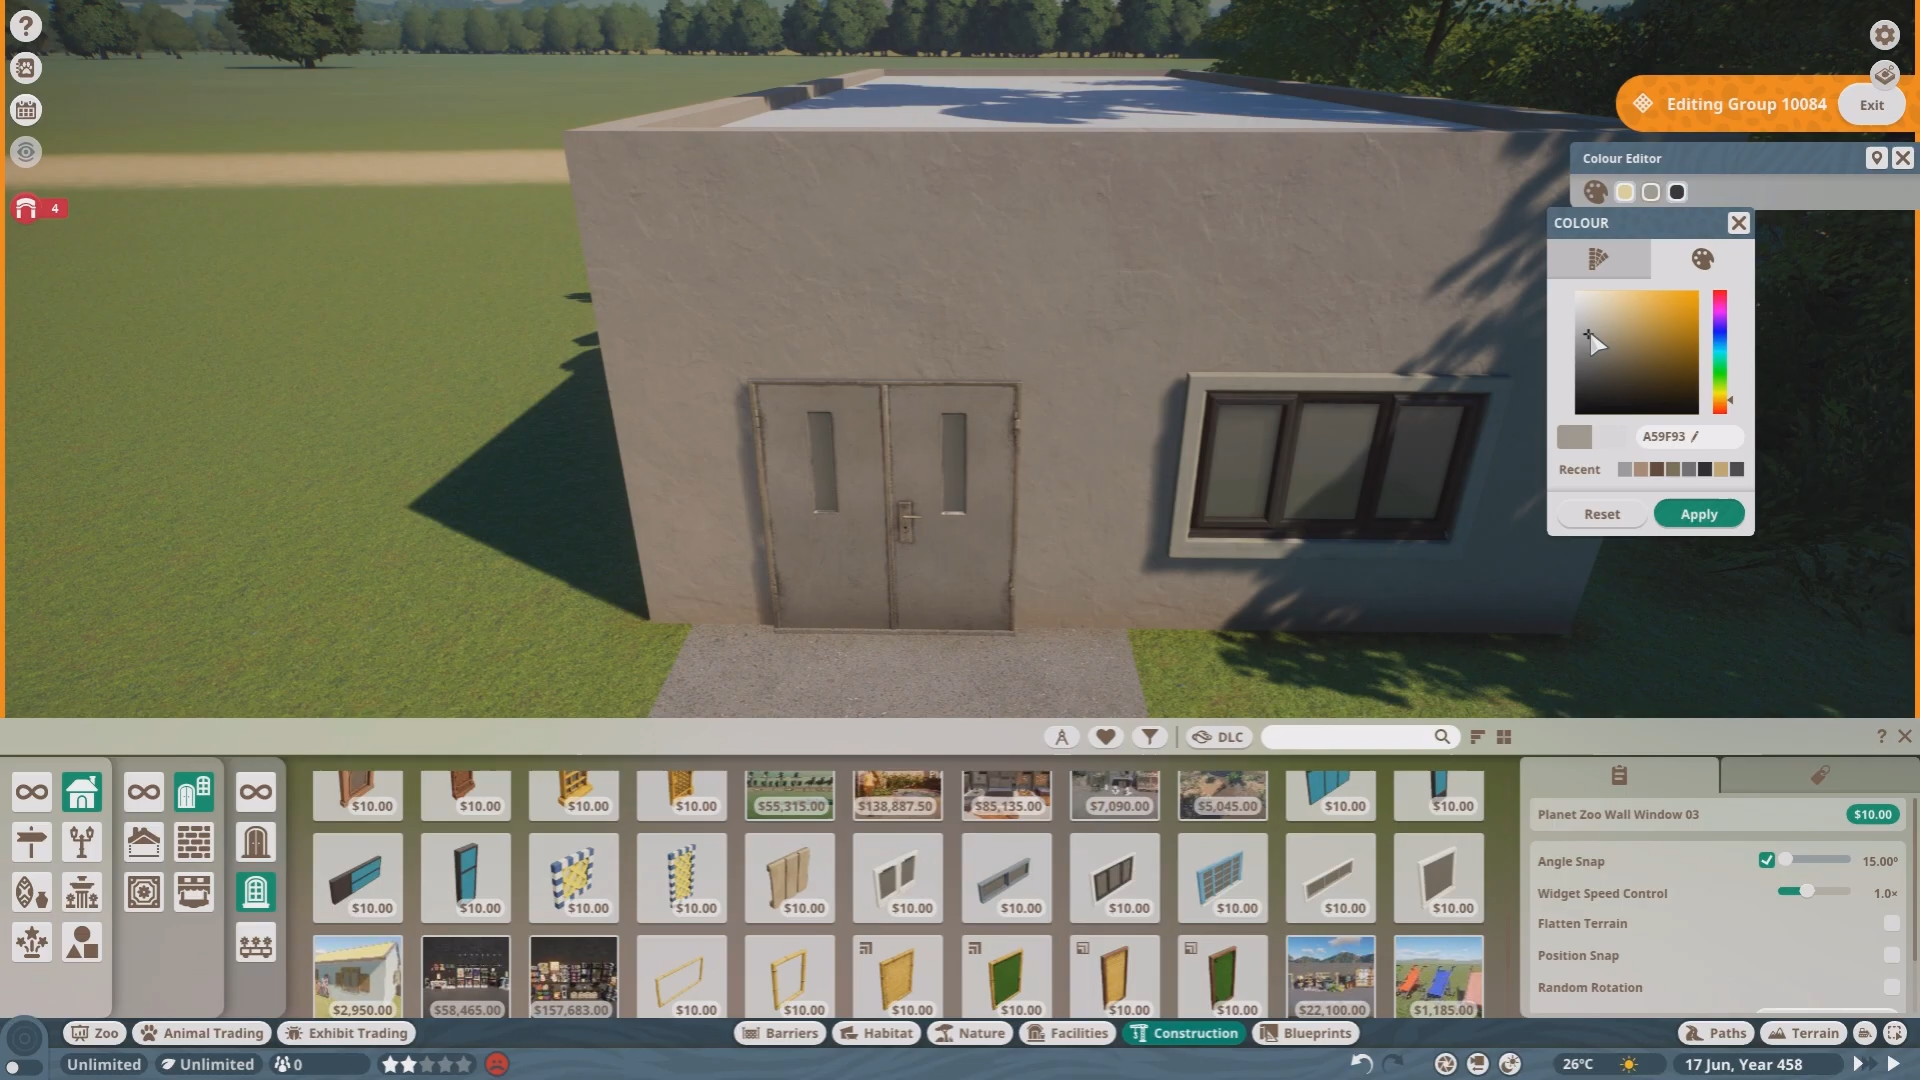 ?
Editing Group 10084
Exit
Colour Editor
4
COLOUR
A59F93
Recent
Reset
Apply
DLC
?
$10.00 $10.00 $10.00 $10.00 $55,315.00 $138,887.50 $85,135.00 $7,090.00 $5,045.00 $10.00 $10.00
$10.00 $10.00 $10.00 $10.00 $10.00 $10.00 $10.00 $10.00 $10.00 $10.00 $10.00
$2,950.00 $58,465.00 $157,683.00 $10.00 $10.00 $10.00 $10.00 $10.00 $10.00 $22,100.00 $1,185.00
Planet Zoo Wall Window 03 $10.00
Angle Snap 15.00°
Widget Speed Control 1.0×
Flatten Terrain
Position Snap
Random Rotation
Zoo Animal Trading Exhibit Trading Barriers Habitat Nature Facilities Construction Blueprints Paths Terrain
Unlimited Unlimited 0 26°C 17 Jun, Year 458